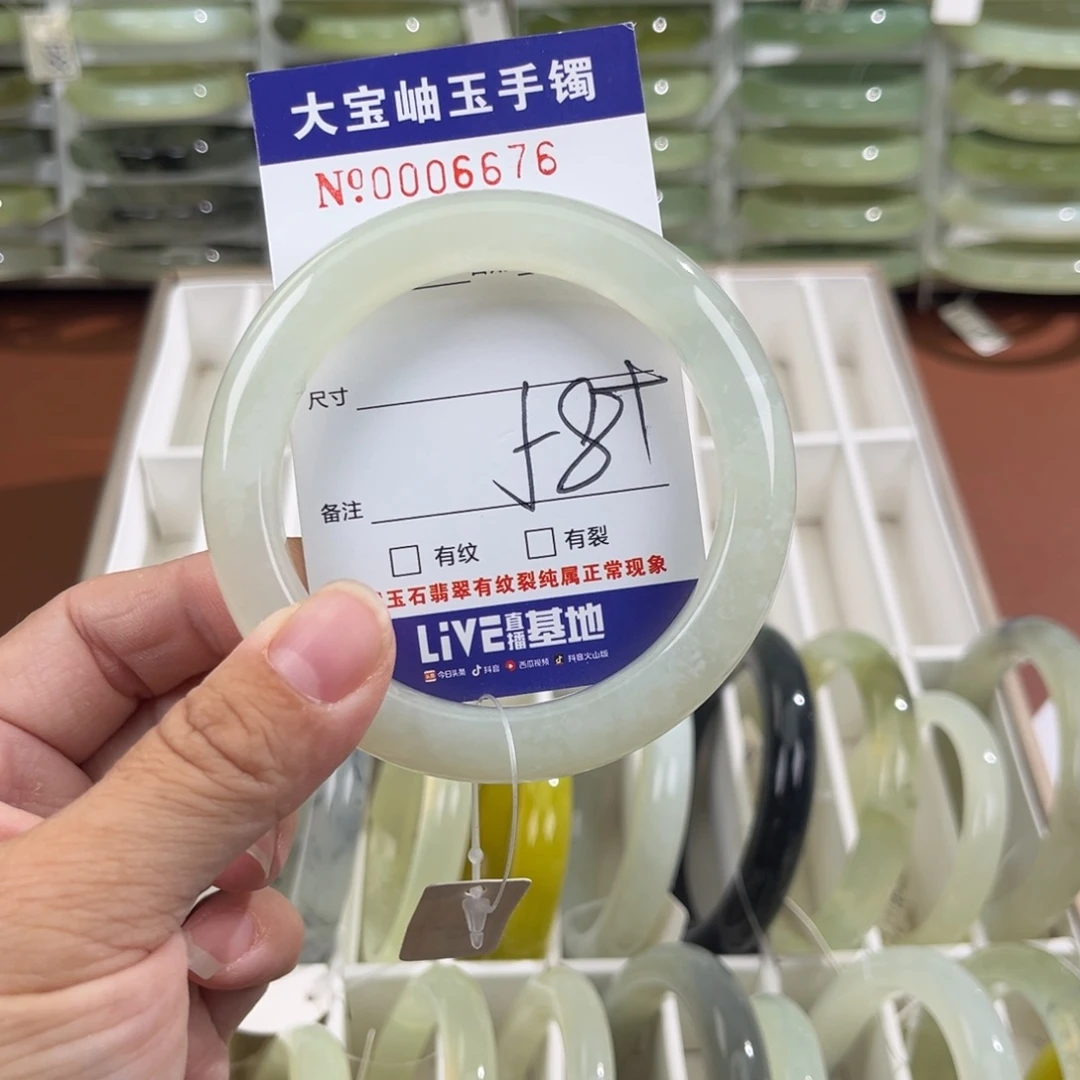 大宝岫玉手镯
Nº0006676
尺寸
58
备注
有纹 有裂
玉石翡翠有纹裂纯属正常现象
LiVE直播基地
今日头条 抖音 西瓜视频 抖音火山版